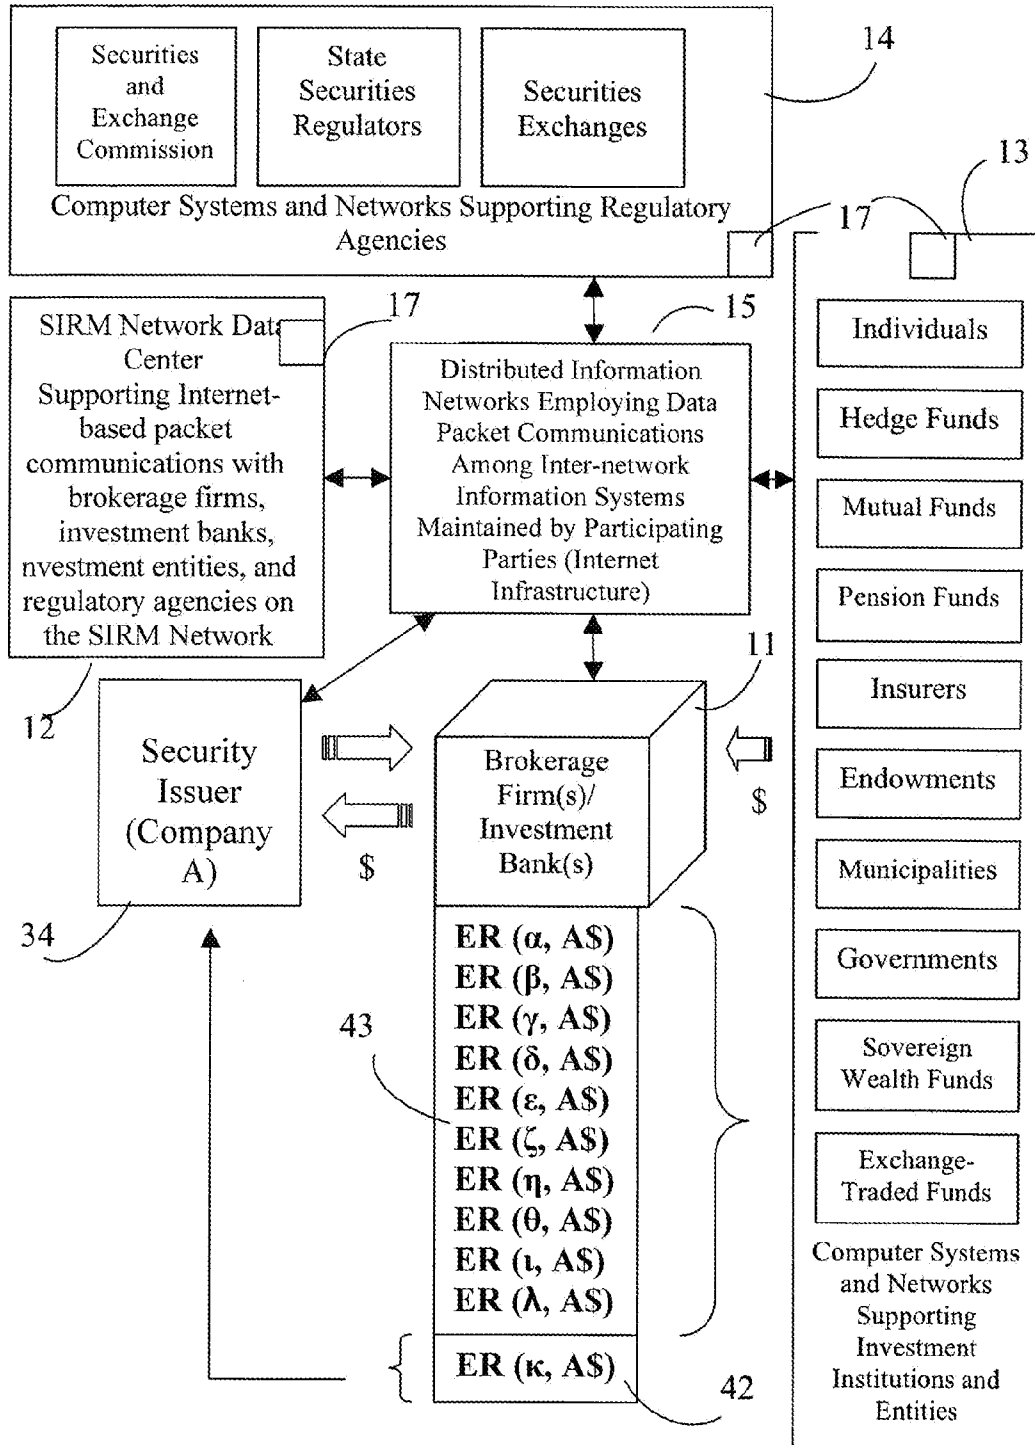 14
Securities
and
Exchange
Commission
State
Securities
Regulators
Securities
Exchanges
Computer Systems and Networks Supporting Regulatory
Agencies
13
17
SIRM Network Data
Center
Supporting Internet-
based packet
communications with
brokerage firms,
investment banks,
nvestment entities, and
regulatory agencies on
the SIRM Network
17
15
Distributed Information
Networks Employing Data
Packet Communications
Among Inter-network
Information Systems
Maintained by Participating
Parties (Internet
Infrastructure)
12
11
Security
Issuer
(Company
A)
34
$
Brokerage
Firm(s)/
Investment
Bank(s)
$
43
ER (α, A$)
ER (β, A$)
ER (γ, A$)
ER (δ, A$)
ER (ε, A$)
ER (ζ, A$)
ER (η, A$)
ER (θ, A$)
ER (ι, A$)
ER (λ, A$)
ER (κ, A$)
42
Individuals
Hedge Funds
Mutual Funds
Pension Funds
Insurers
Endowments
Municipalities
Governments
Sovereign
Wealth Funds
Exchange-
Traded Funds
Computer Systems
and Networks
Supporting
Investment
Institutions and
Entities